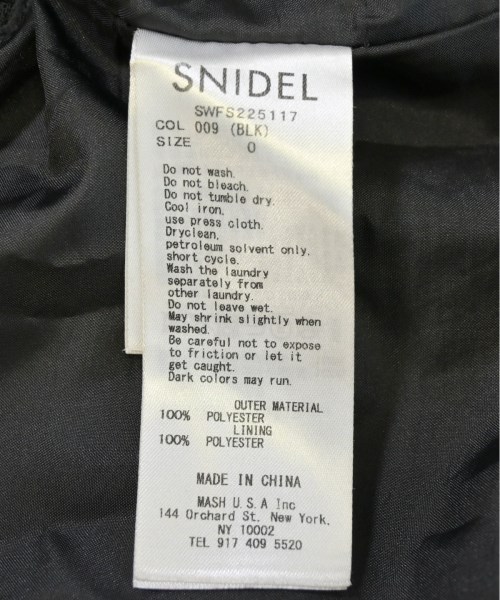 SNIDEL
SWFS225117
COL 009 (BLK)
SIZE 0
Do not wash.
Do not bleach.
Do not tumble dry.
Cool iron.
use press cloth.
Dryclean,
petroleum solvent only,
short cycle.
Wash the laundry
separately from
other laundry.
Do not leave wet.
May shrink slightly when
washed.
Be careful not to expose
to friction or let it
get caught.
Dark colors may run.
OUTER MATERIAL
100% POLYESTER
LINING
100% POLYESTER
MADE IN CHINA
MASH U.S.A Inc
144 Orchard St. New York,
NY 10002
TEL 917 409 5520